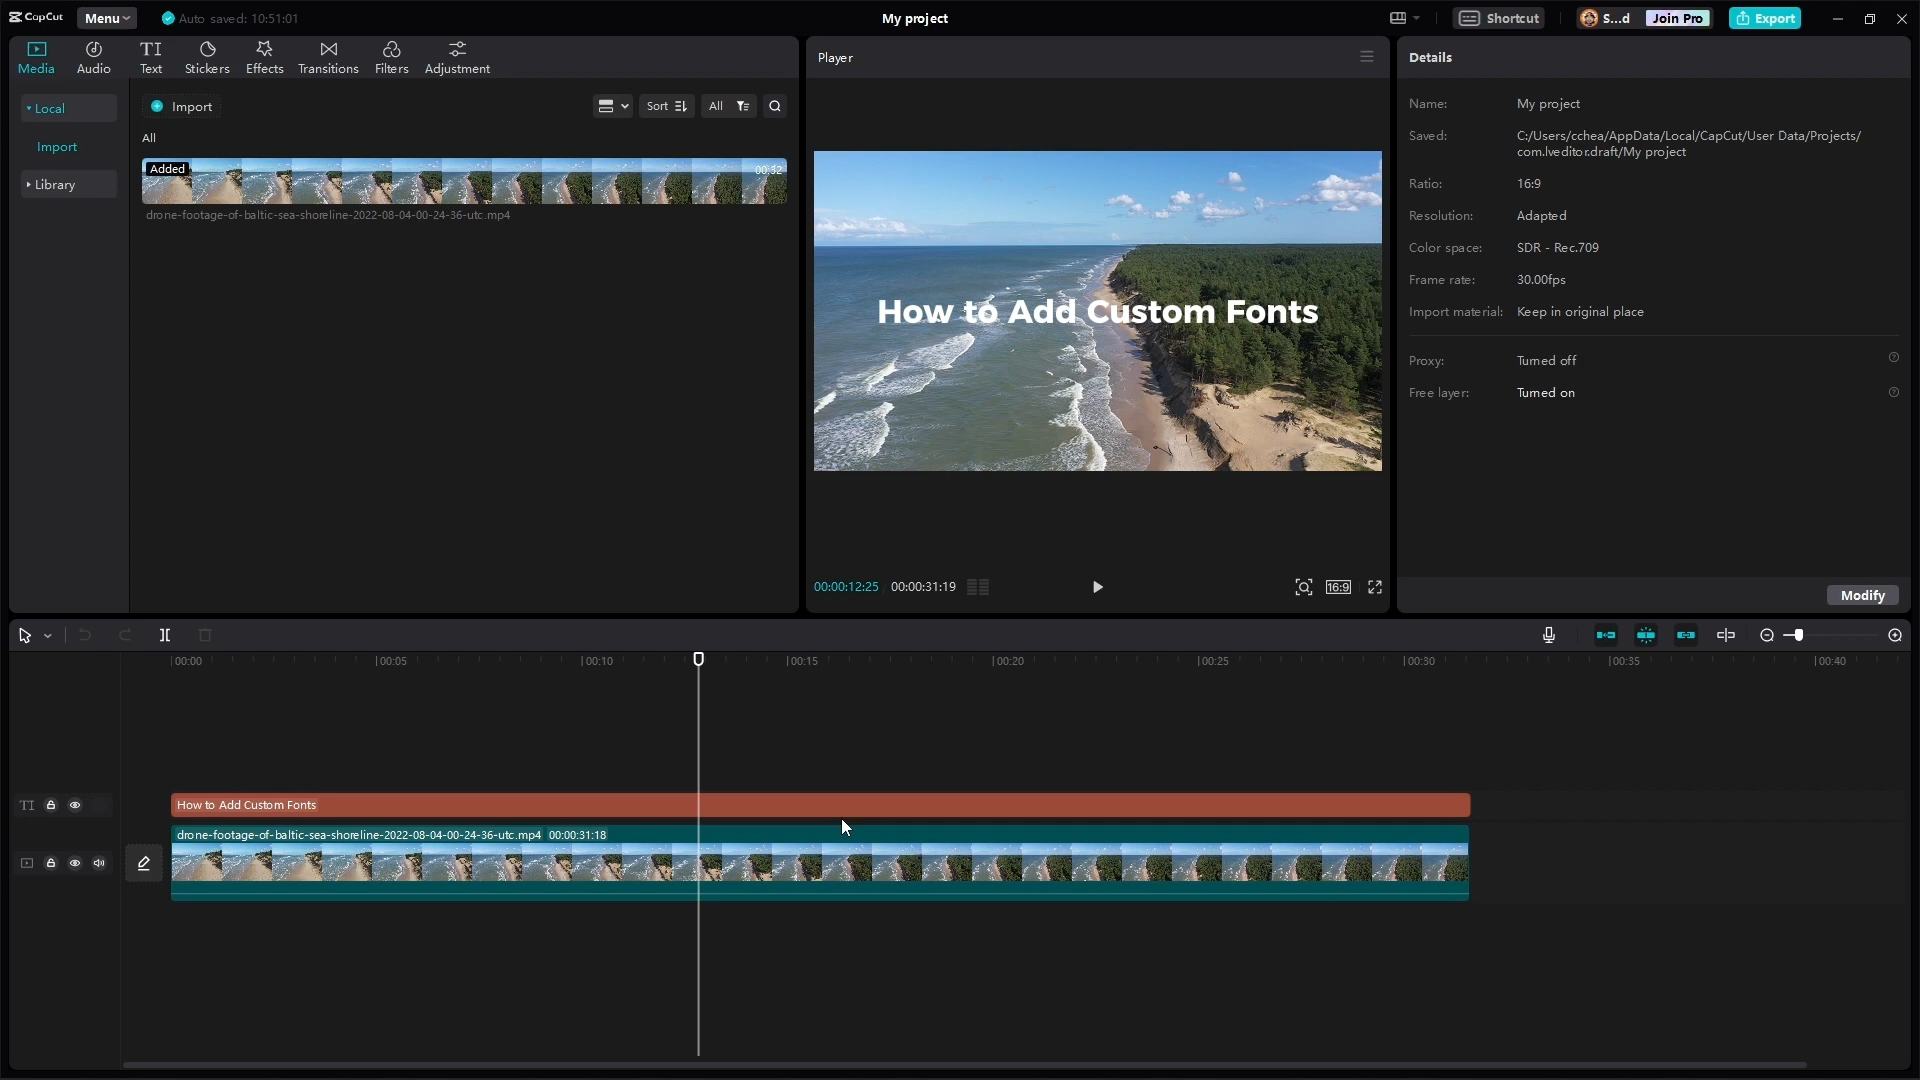 CapCut Menu Auto saved: 10:51:01 My project Shortcut S...d Join Pro Export
Media Audio Text Stickers Effects Transitions Filters Adjustment
Local
Import
Library
Import Sort All
All
Added 00:32
drone-footage-of-baltic-sea-shoreline-2022-08-04-00-24-36-utc.mp4
Player
How to Add Custom Fonts
00:00:12:25 00:00:31:19 16:9
Details
Name: My project
Saved: C:/Users/cchea/AppData/Local/CapCut/User Data/Projects/
com.lveditor.draft/My project
Ratio: 16:9
Resolution: Adapted
Color space: SDR - Rec.709
Frame rate: 30.00fps
Import material: Keep in original place
Proxy: Turned off
Free layer: Turned on
Modify
00:00 00:05 00:10 00:15 00:20 00:25 00:30 00:35 00:40
TI How to Add Custom Fonts
drone-footage-of-baltic-sea-shoreline-2022-08-04-00-24-36-utc.mp4 00:00:31:18